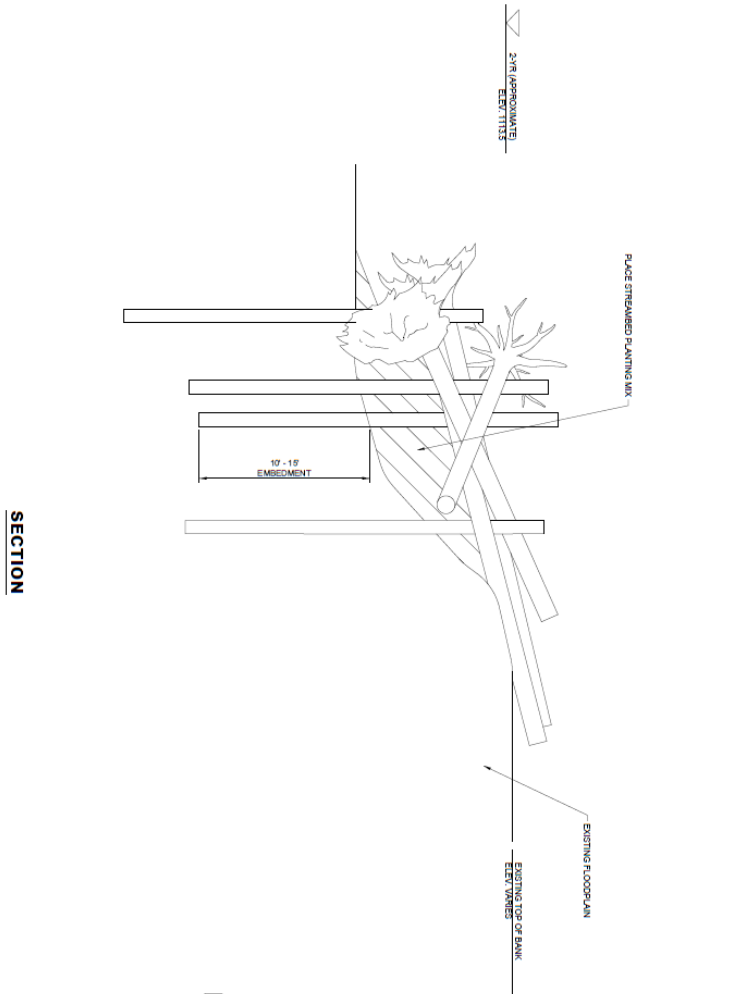 2-YR (APPROXIMATE)
ELEV. 1113.5
PLACE STREAMBED PLANTING MIX
10' - 15'
EMBEDMENT
EXISTING FLOODPLAIN
EXISTING TOP OF BANK
ELEV. VARIES
SECTION